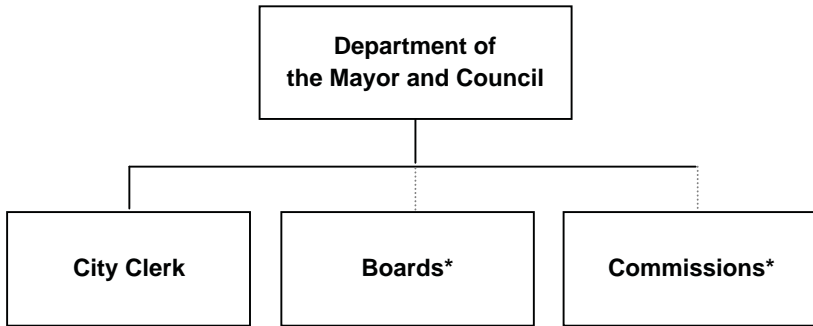 Department of
the Mayor and Council
City Clerk
Boards*
Commissions*